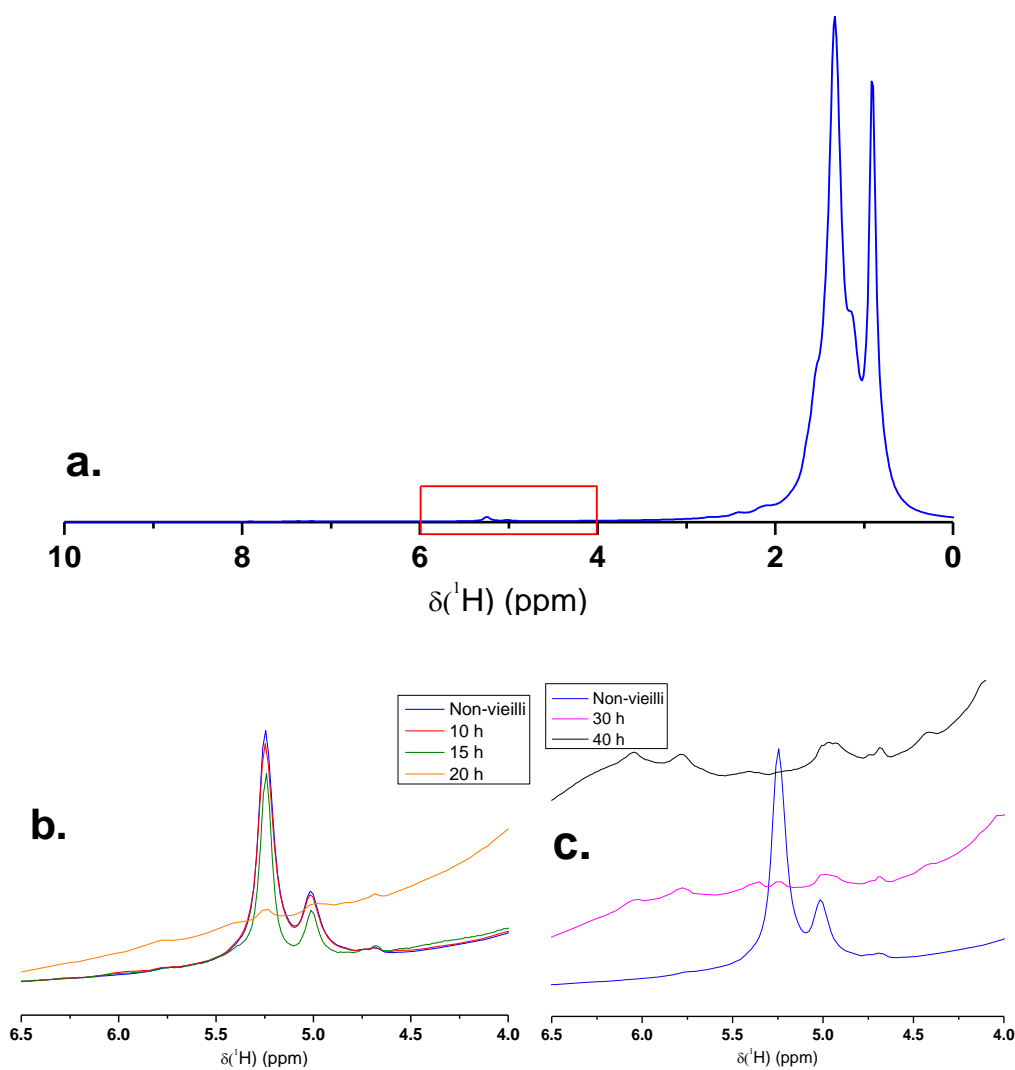 a.
10 8 6 4 2 0
δ(¹H) (ppm)
Non-vieilli
10 h
15 h
20 h
b.
6.5 6.0 5.5 5.0 4.5 4.0
δ(¹H) (ppm)
Non-vieilli
30 h
40 h
c.
6.5 6.0 5.5 5.0 4.5 4.0
δ(¹H) (ppm)